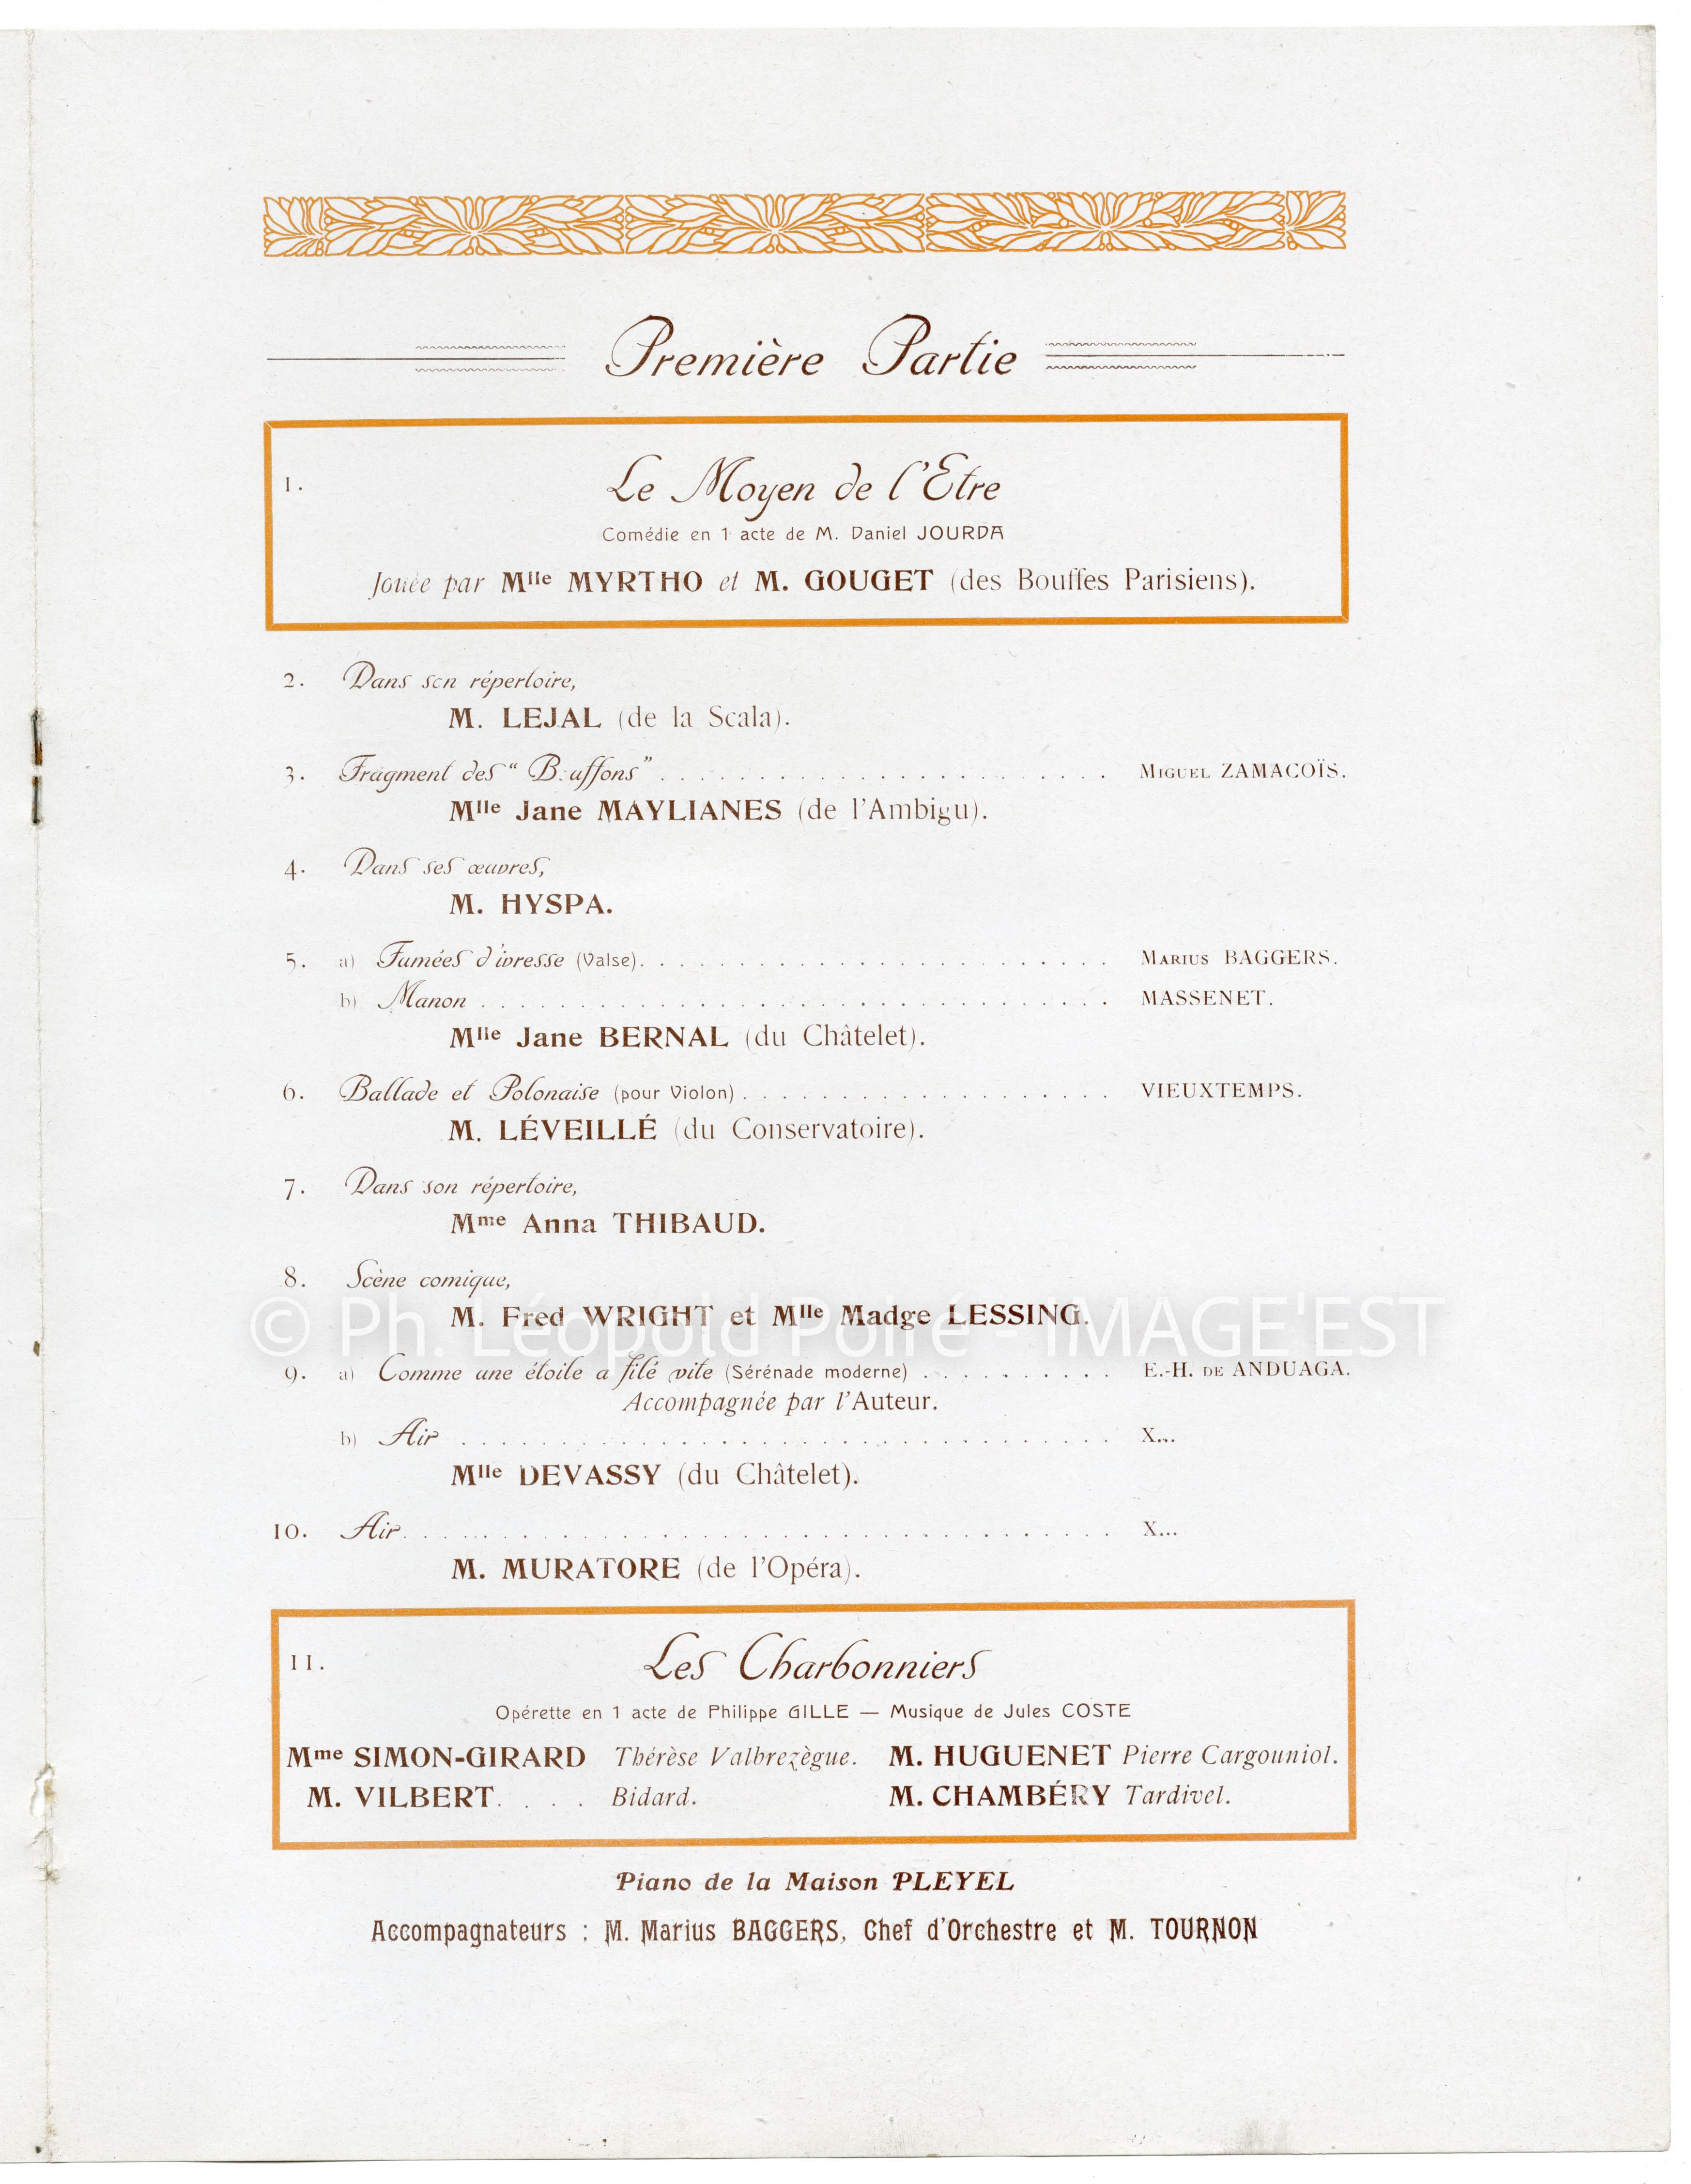 Première Partie
1. Le Moyen de l'Etre
Comédie en 1 acte de M. Daniel JOURDA
Jouée par Mlle MYRTHO et M. GOUGET (des Bouffes Parisiens).
2. Dans son répertoire,
M. LEJAL (de la Scala).
3. Fragment des "Bouffons" . . . . . . . . . . . . . . . . . . . . . . . Miguel ZAMACOÏS.
Mlle Jane MAYLIANES (de l'Ambigu).
4. Dans ses œuvres,
M. HYSPA.
5. a) Fumées d'ivresse (Valse). . . . . . . . . . . . . . . . . . . . . . . . Marius BAGGERS.
b) Manon . . . . . . . . . . . . . . . . . . . . . . . . . . . . . . . . MASSENET.
Mlle Jane BERNAL (du Châtelet).
6. Ballade et Polonaise (pour Violon) . . . . . . . . . . . . . . . . . . . VIEUXTEMPS.
M. LÉVEILLÉ (du Conservatoire).
7. Dans son répertoire,
Mme Anna THIBAUD.
8. Scène comique,
M. Fred WRIGHT et Mlle Madge LESSING.
© Ph. Léopold Poiré - IMAGE'EST
9. a) Comme une étoile a filé vite (Sérénade moderne) . . . . . . . . . . E.-H. DE ANDUAGA.
Accompagnée par l'Auteur.
b) Air . . . . . . . . . . . . . . . . . . . . . . . . . . . . . . . . . X...
Mlle DEVASSY (du Châtelet).
10. Air . . . . . . . . . . . . . . . . . . . . . . . . . . . . . . . . . . . X...
M. MURATORE (de l'Opéra).
11. Les Charbonniers
Opérette en 1 acte de Philippe GILLE — Musique de Jules COSTE
Mme SIMON-GIRARD Thérèse Valbrezègue. M. HUGUENET Pierre Cargouniol.
M. VILBERT. . . . . Bidard. M. CHAMBÉRY Tardivel.
Piano de la Maison PLEYEL
Accompagnateurs : M. Marius BAGGERS, Chef d'Orchestre et M. TOURNON